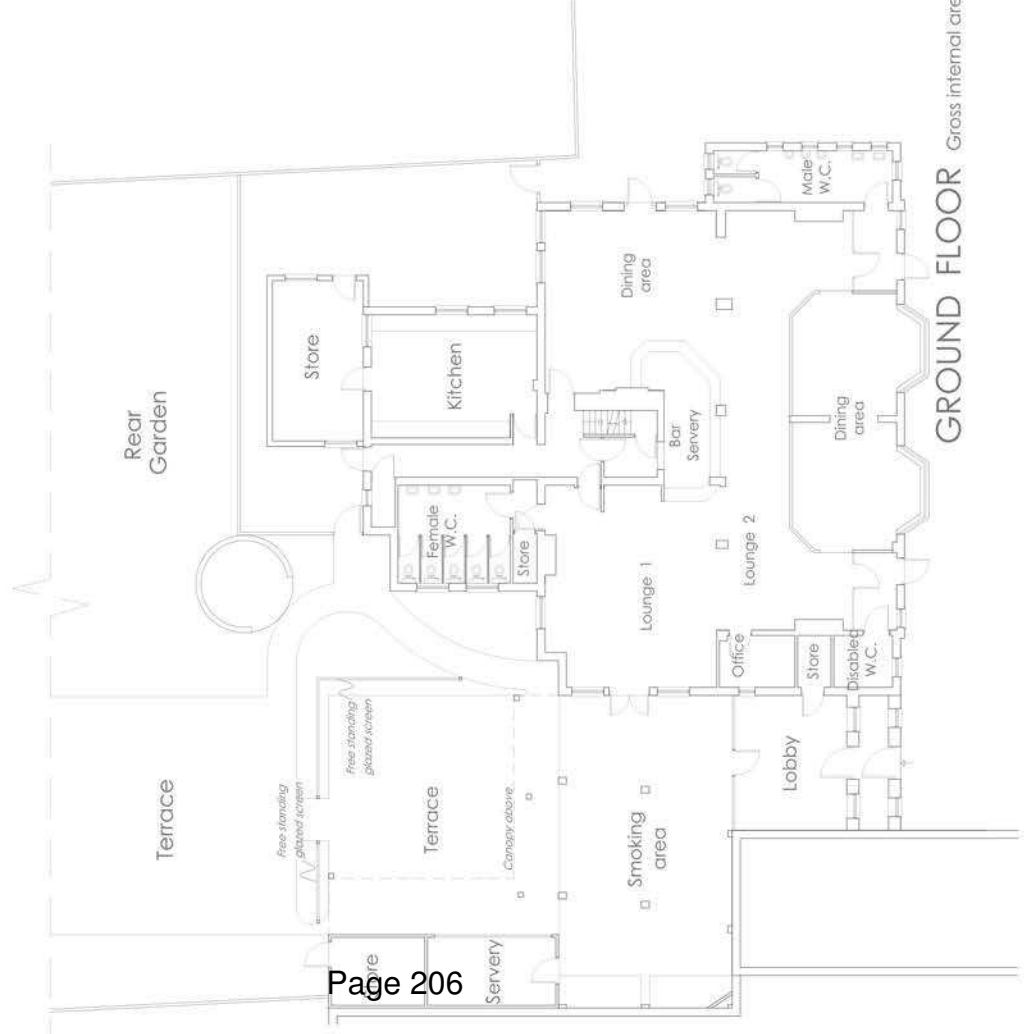 Rear
Garden
Store
Kitchen
Dining
area
Male
W.C.
Female
W.C.
Store
Bar
Servery
Dining
area
Lounge 1
Lounge 2
Office
Store
Disabled
W.C.
Terrace
Free standing
glazed screen
Free standing
glazed screen
Terrace
Canopy above
Smoking
area
Lobby
Store
Servery
GROUND FLOOR
Gross internal are
Page 206